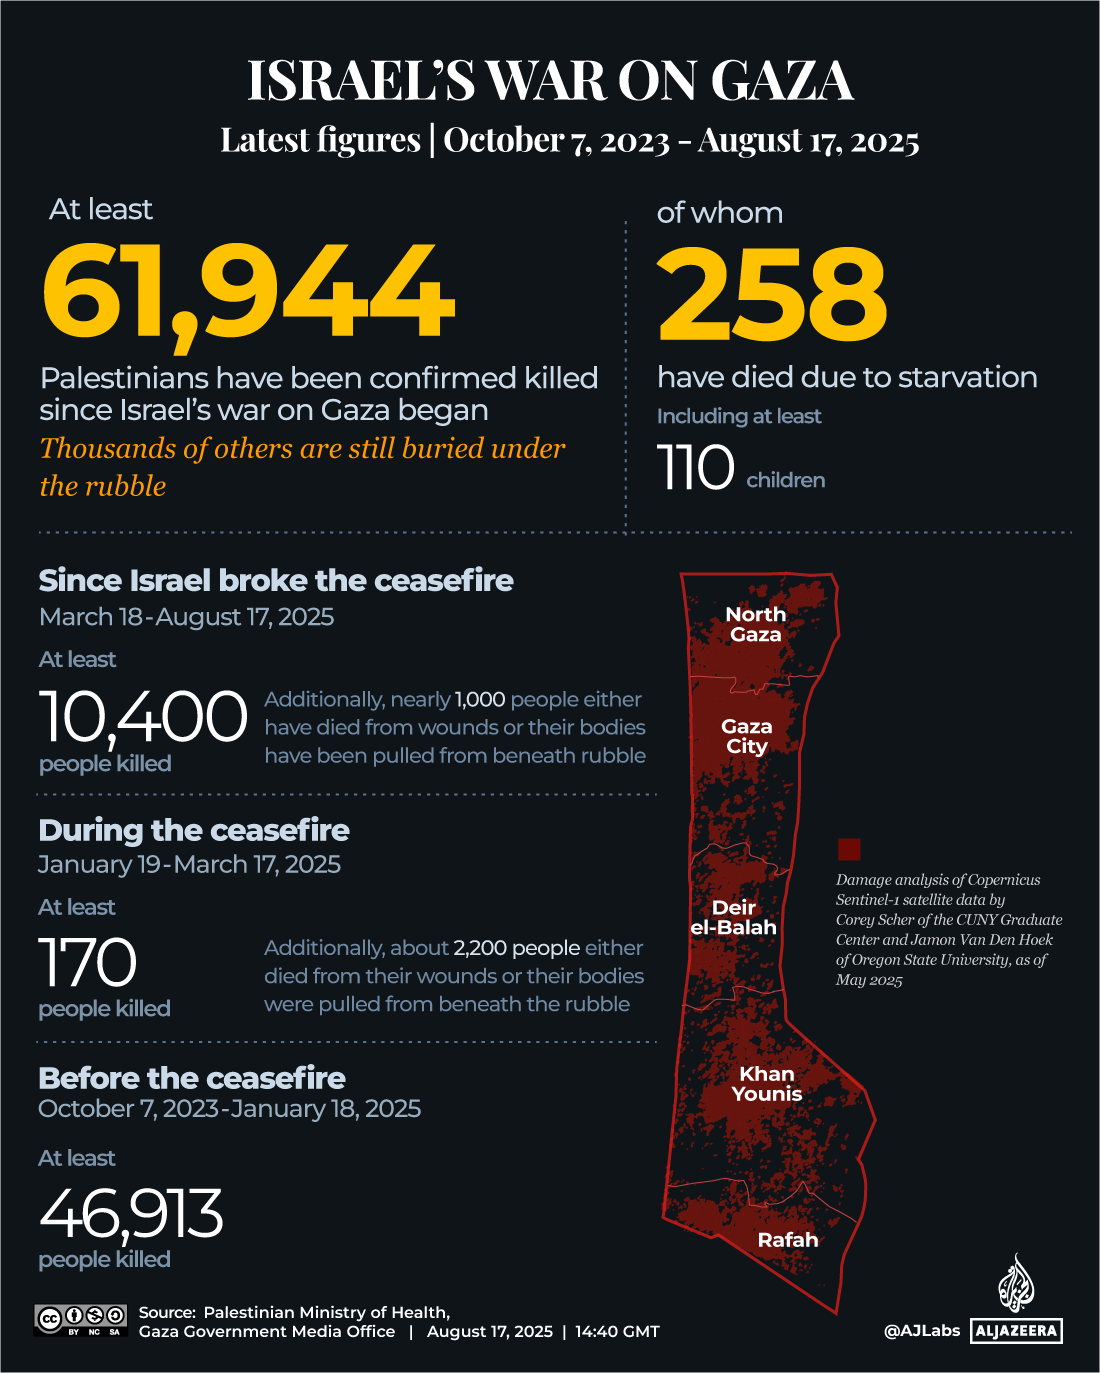 ISRAEL'S WAR ON GAZA
Latest figures | October 7, 2023 - August 17, 2025
At least
61,944
Palestinians have been confirmed killed
since Israel's war on Gaza began
Thousands of others are still buried under
the rubble
of whom
258
have died due to starvation
Including at least
110 children
Since Israel broke the ceasefire
March 18-August 17, 2025
At least
10,400
people killed
Additionally, nearly 1,000 people either
have died from wounds or their bodies
have been pulled from beneath rubble
During the ceasefire
January 19-March 17, 2025
At least
170
people killed
Additionally, about 2,200 people either
died from their wounds or their bodies
were pulled from beneath the rubble
Before the ceasefire
October 7, 2023-January 18, 2025
At least
46,913
people killed
North
Gaza
Gaza
City
Deir
el-Balah
Khan
Younis
Rafah
Damage analysis of Copernicus
Sentinel-1 satellite data by
Corey Scher of the CUNY Graduate
Center and Jamon Van Den Hoek
of Oregon State University, as of
May 2025
cc BY NC SA
Source: Palestinian Ministry of Health,
Gaza Government Media Office | August 17, 2025 | 14:40 GMT
@AJLabs ALJAZEERA